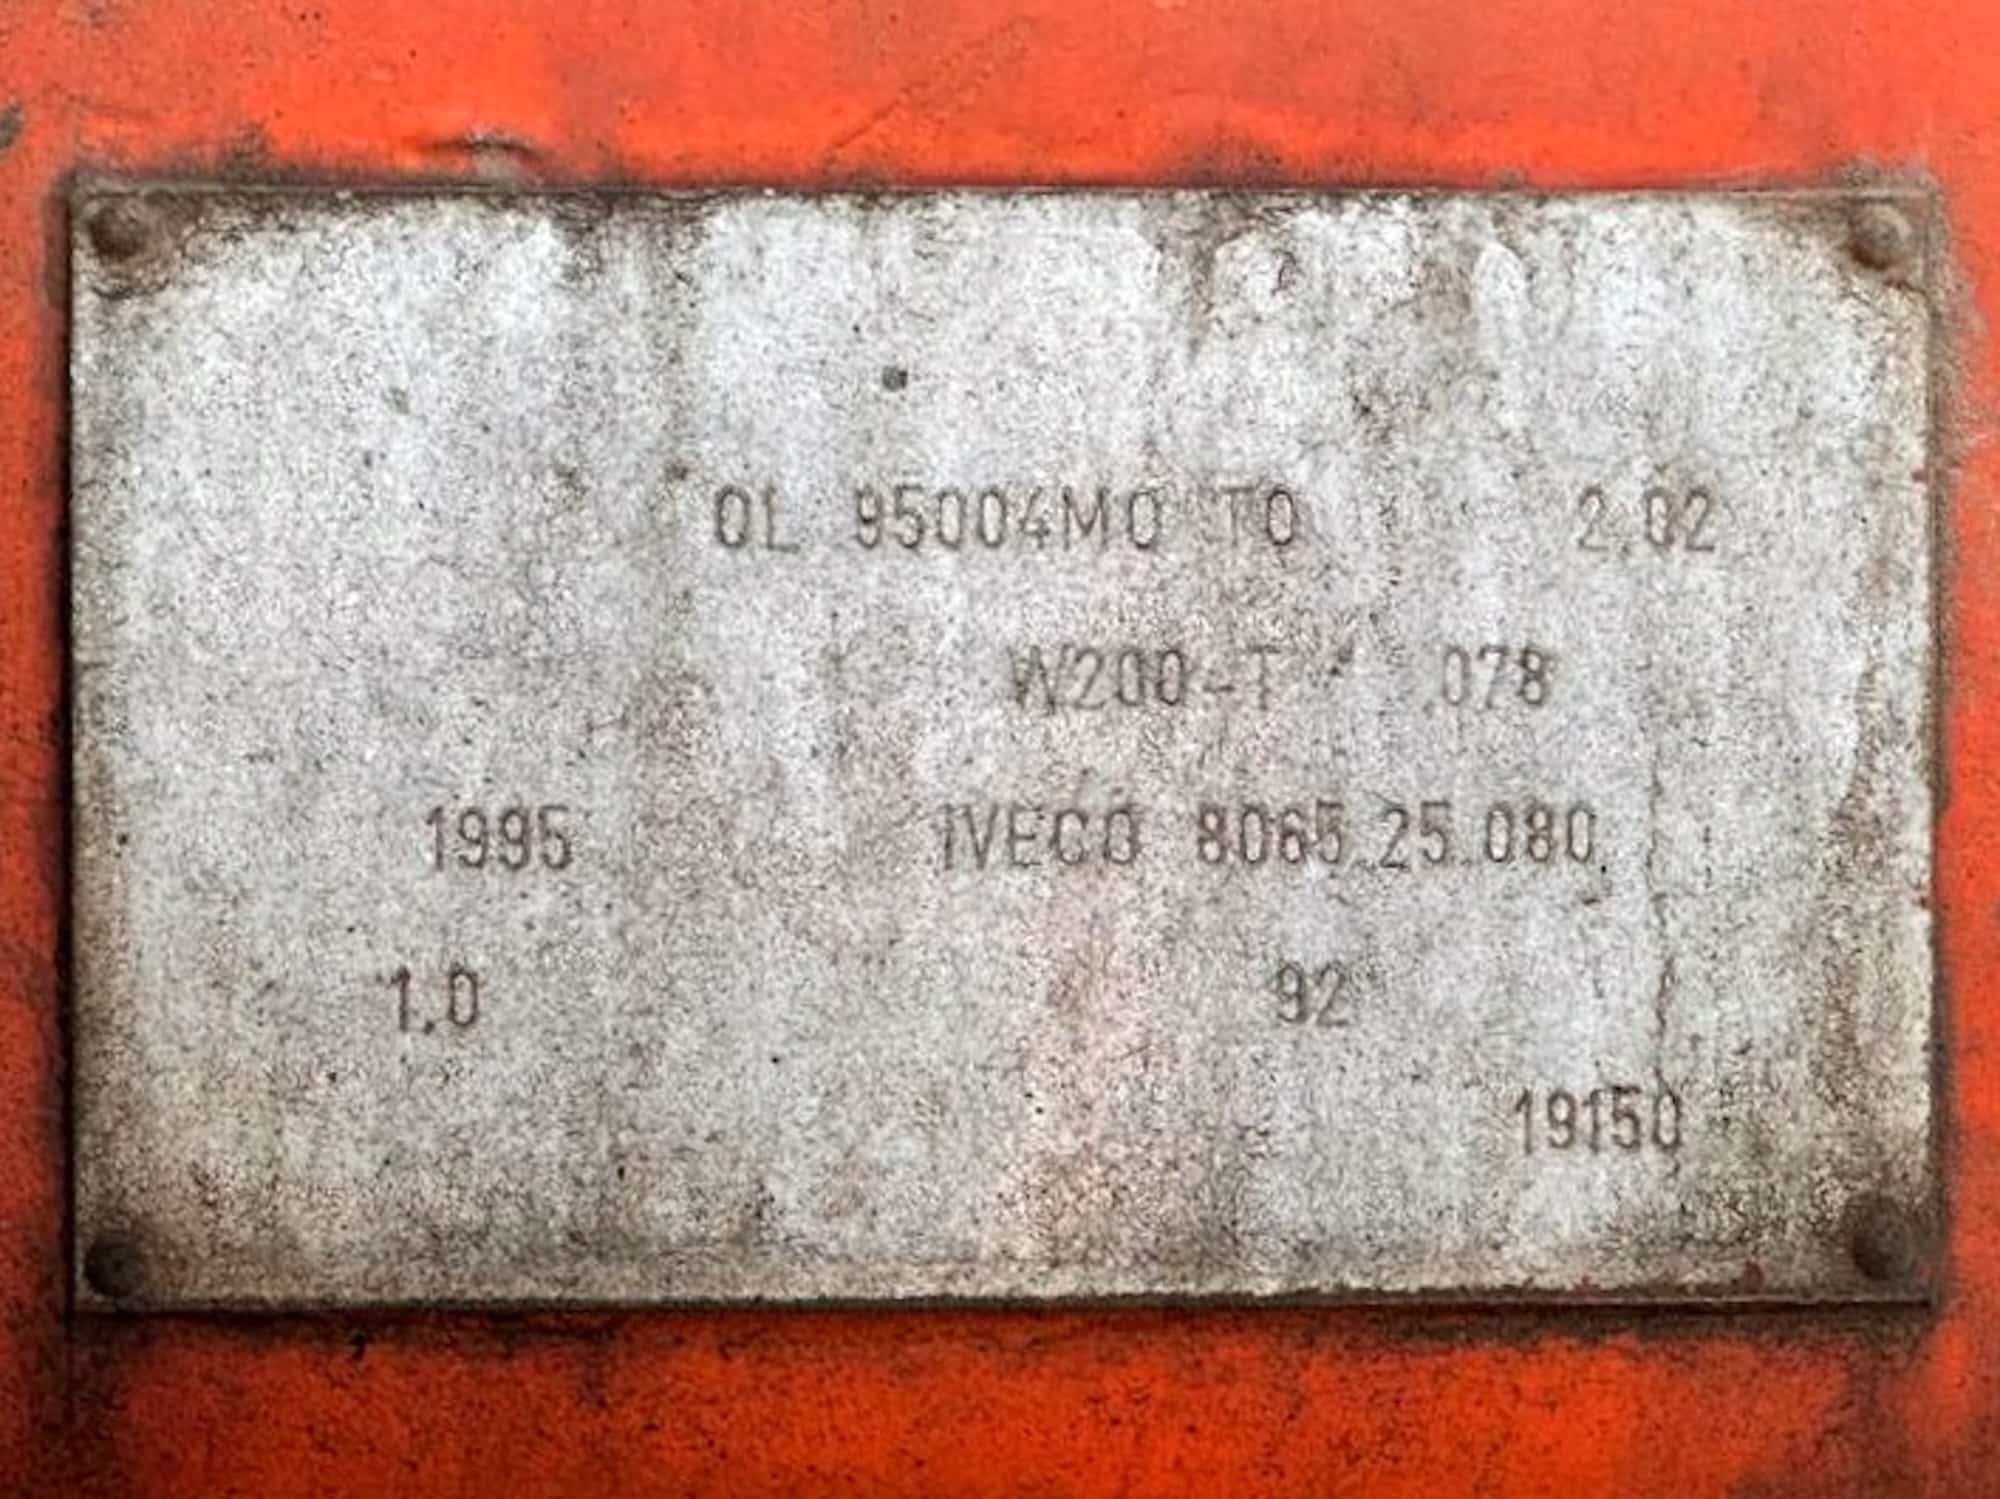 OL 95004MO TO 2.02
W200-T 078
1995 IVECO 8065.25.080
1.0 92
19150